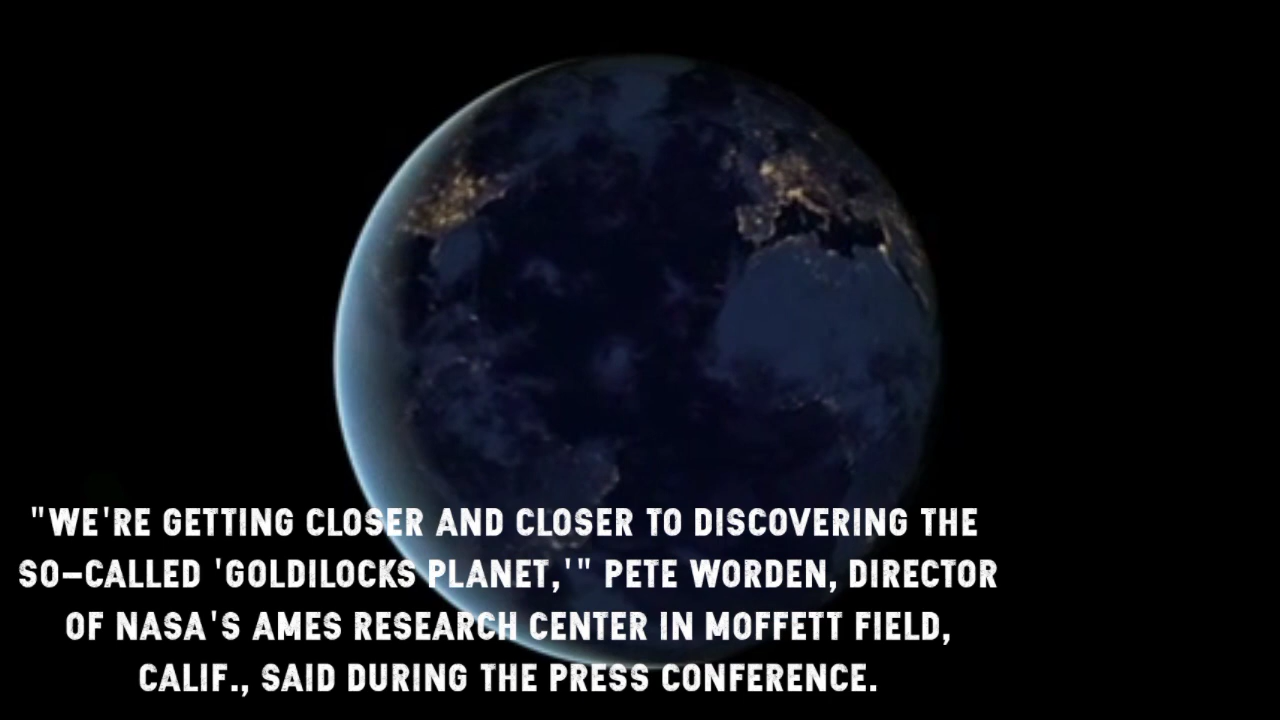 "WE'RE GETTING CLOSER AND CLOSER TO DISCOVERING THE
SO-CALLED 'GOLDILOCKS PLANET,'" PETE WORDEN, DIRECTOR
OF NASA'S AMES RESEARCH CENTER IN MOFFETT FIELD,
CALIF., SAID DURING THE PRESS CONFERENCE.